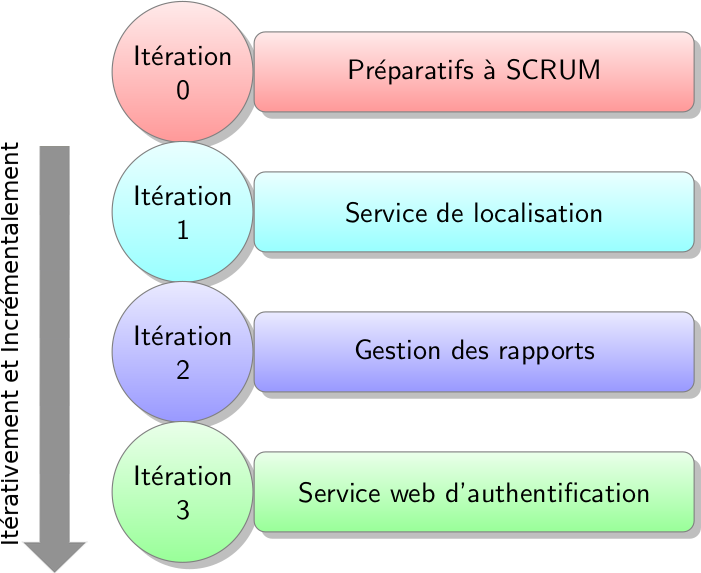 Itération
0
Préparatifs à SCRUM
Itérativement et Incrémentalement
Itération
1
Service de localisation
Itération
2
Gestion des rapports
Itération
3
Service web d'authentification